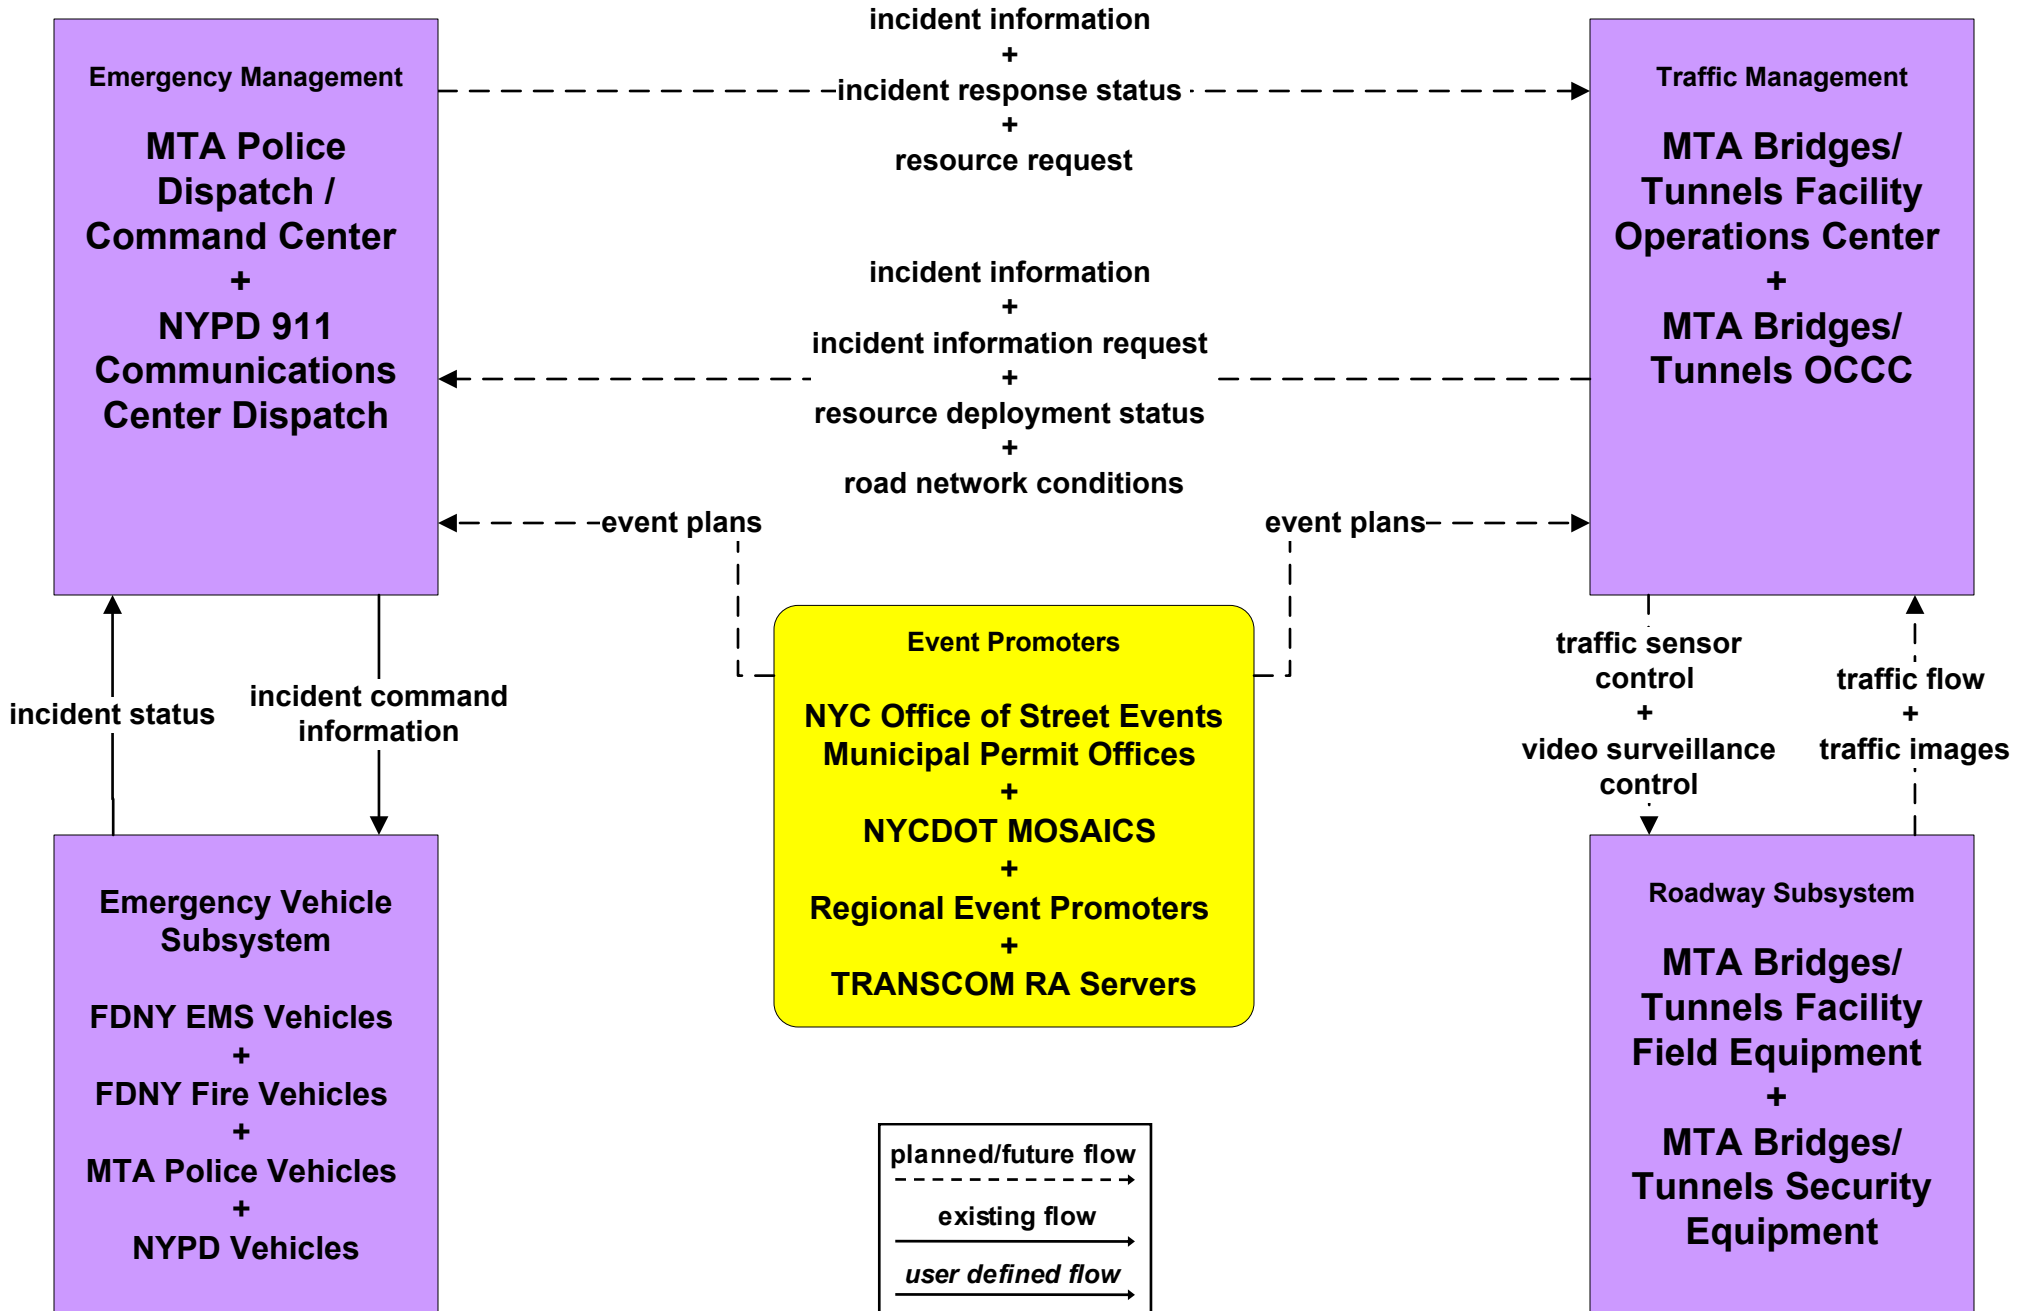 Emergency Management
MTA Police
Dispatch /
Command Center
+
NYPD 911
Communications
Center Dispatch
incident information
+
incident response status
+
resource request
incident information
+
incident information request
+
resource deployment status
+
road network conditions
event plans
event plans
Traffic Management
MTA Bridges/
Tunnels Facility
Operations Center
+
MTA Bridges/
Tunnels OCCC
incident status
incident command
information
Event Promoters
NYC Office of Street Events
Municipal Permit Offices
+
NYCDOT MOSAICS
+
Regional Event Promoters
+
TRANSCOM RA Servers
traffic sensor
control
+
video surveillance
control
traffic flow
+
traffic images
Emergency Vehicle
Subsystem
FDNY EMS Vehicles
+
FDNY Fire Vehicles
+
MTA Police Vehicles
+
NYPD Vehicles
planned/future flow
existing flow
user defined flow
Roadway Subsystem
MTA Bridges/
Tunnels Facility
Field Equipment
+
MTA Bridges/
Tunnels Security
Equipment